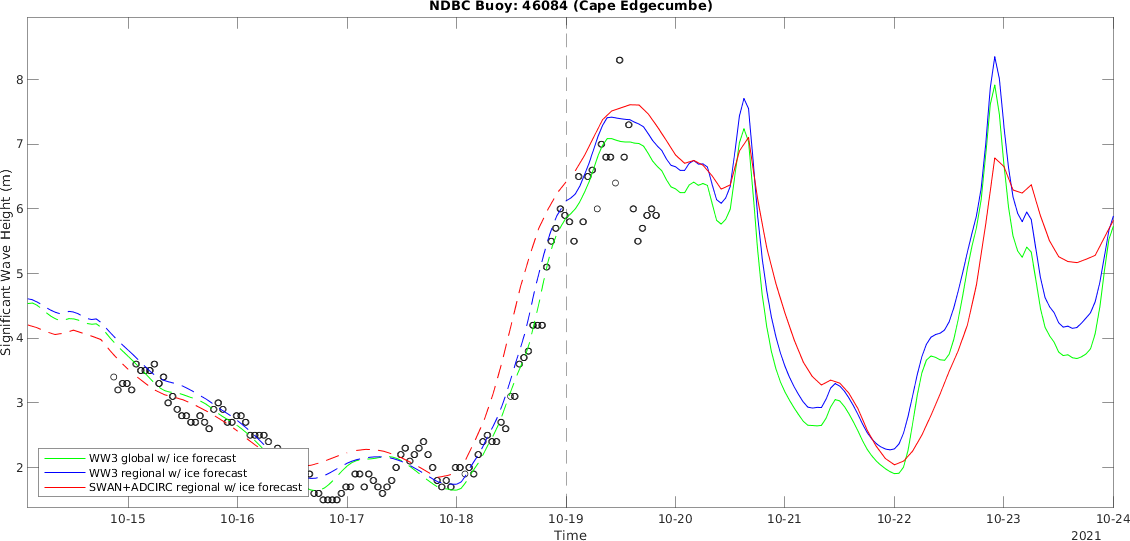 NDBC Buoy: 46084 (Cape Edgecumbe)
Significant Wave Height (m)
8
7
6
5
4
3
2
WW3 global w/ ice forecast
WW3 regional w/ ice forecast
SWAN+ADCIRC regional w/ ice forecast
10-15 10-16 10-17 10-18 10-19 10-20 10-21 10-22 10-23 10-24
Time
2021